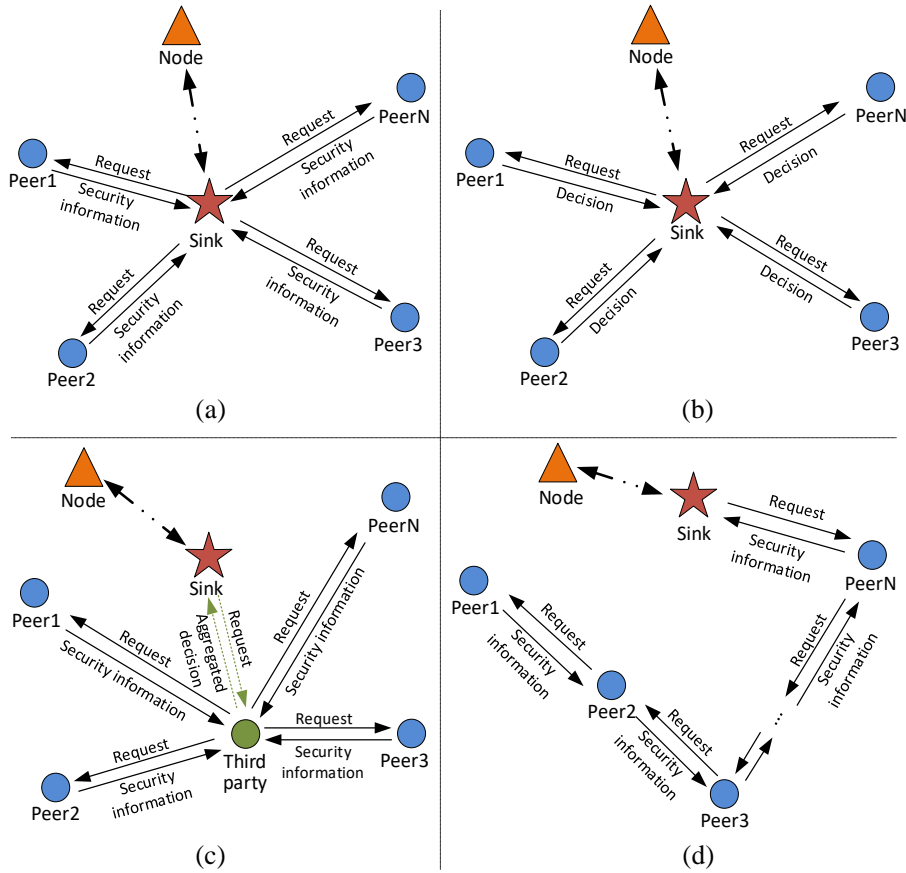 Node
PeerN
Request
Security
information
Peer1
Request
Security
information
Sink
Request
Security
information
Request
Security
information
Peer2
Peer3
(a)
Node
PeerN
Request
Decision
Peer1
Request
Decision
Sink
Request
Decision
Request
Decision
Peer2
Peer3
(b)
Node
Sink
PeerN
Request
Security information
Peer1
Request
Security information
Request
Aggregated
decision
Third
party
Request
Security
information
Peer3
Request
Security
information
Peer2
(c)
Node
Sink
Request
Security
information
PeerN
Peer1
Request
Security
information
Request
...
Security
information
Peer2
Request
Security
information
Peer3
(d)